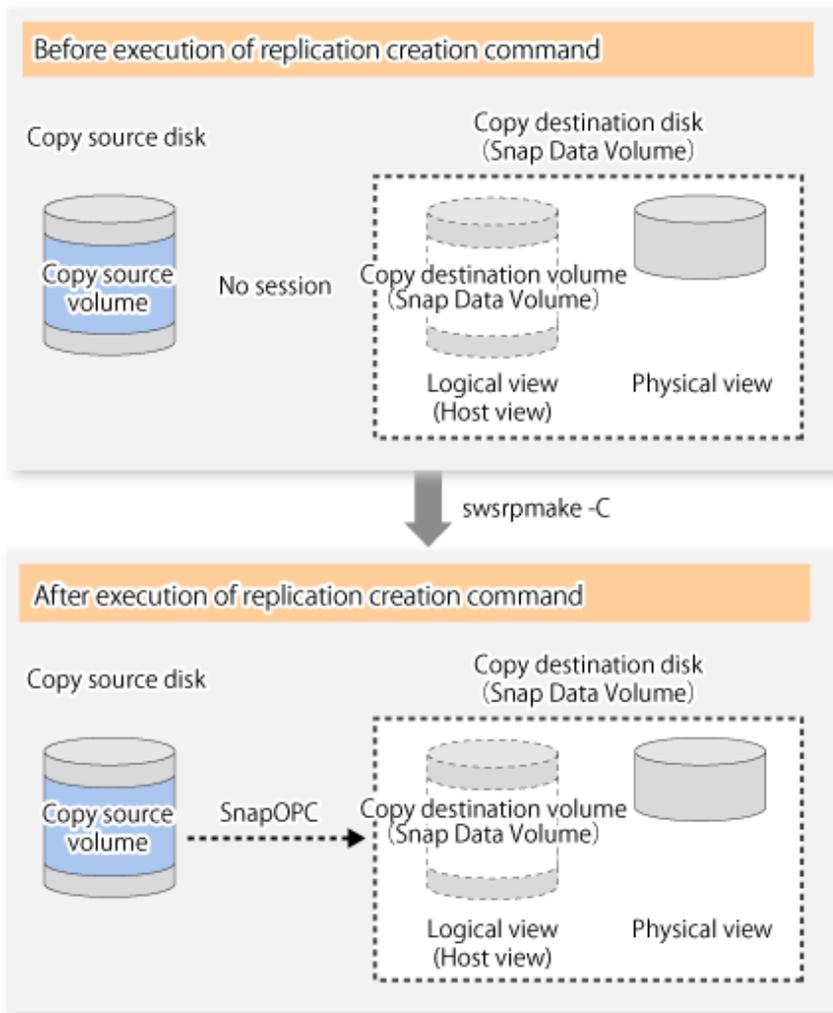 Before execution of replication creation command
Copy source disk
Copy destination disk
(Snap Data Volume)
Copy source
volume
No session
Copy destination volume
(Snap Data Volume)
Logical view
(Host view)
Physical view
swsrpmake -C
After execution of replication creation command
Copy source disk
Copy destination disk
(Snap Data Volume)
Copy source
volume
SnapOPC
Copy destination volume
(Snap Data Volume)
Logical view
(Host view)
Physical view